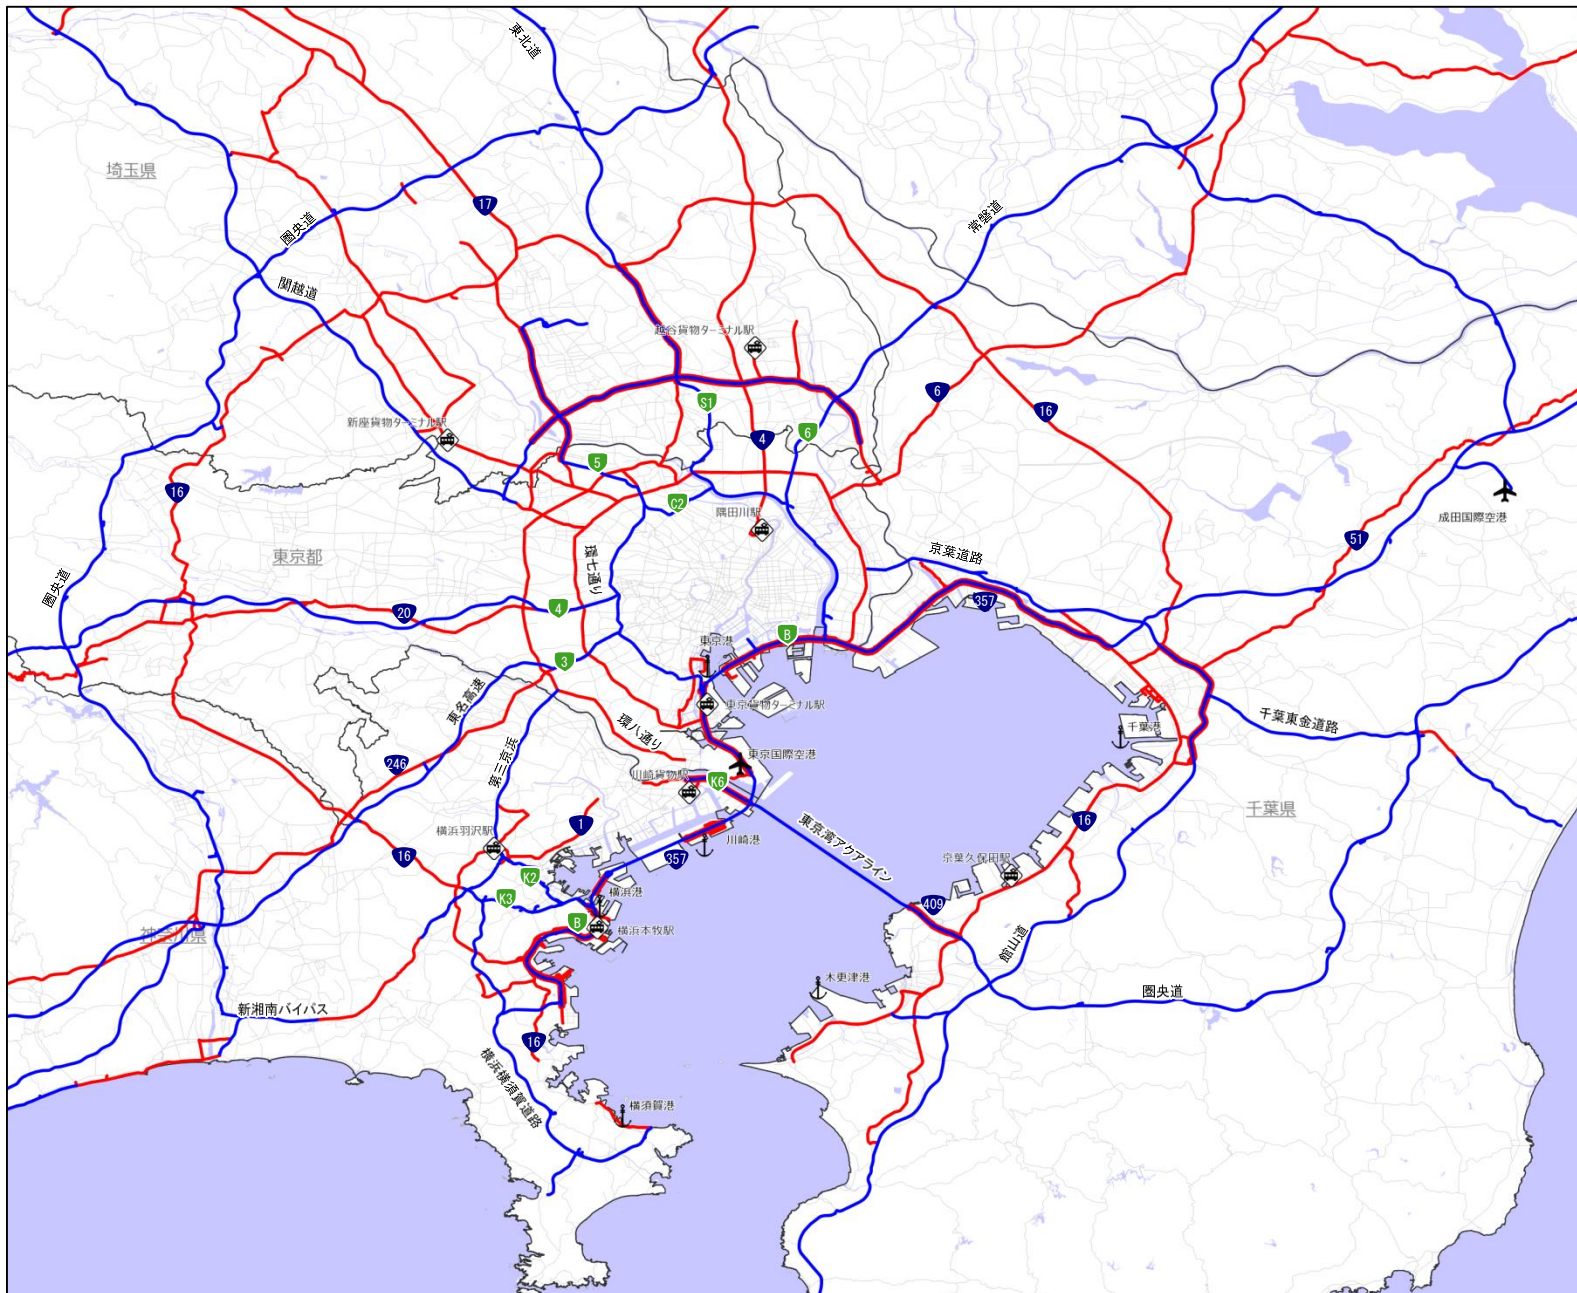 東北道
埼玉県
17
圏央道
常磐道
関越道
越谷貨物ターミナル駅
S1
6
16
新座貨物ターミナル駅
4
6
5
16
C2
隅田川駅
成田国際空港
51
東京都
環七通り
京葉道路
圏央道
4
20
357
B
東京港
3
東名高速
東京貨物ターミナル駅
千葉東金道路
千葉港
環八通り
246
第三京浜
東京国際空港
川崎貨物駅
K6
千葉県
横浜羽沢駅
1
16
川崎港
357
東京湾アクアライン
16
京葉久保田駅
K2
K3
横浜港
409
B
横浜本牧駅
神奈川県
館山道
木更津港
圏央道
新湘南バイパス
16
横浜横須賀道路
横須賀港